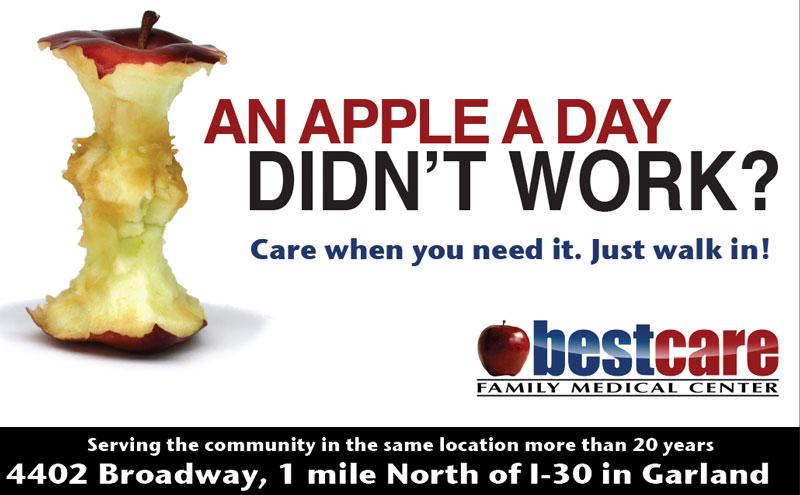 AN APPLE A DAY
DIDN'T WORK?
Care when you need it. Just walk in!
bestcare
FAMILY MEDICAL CENTER
Serving the community in the same location more than 20 years
4402 Broadway, 1 mile North of I-30 in Garland